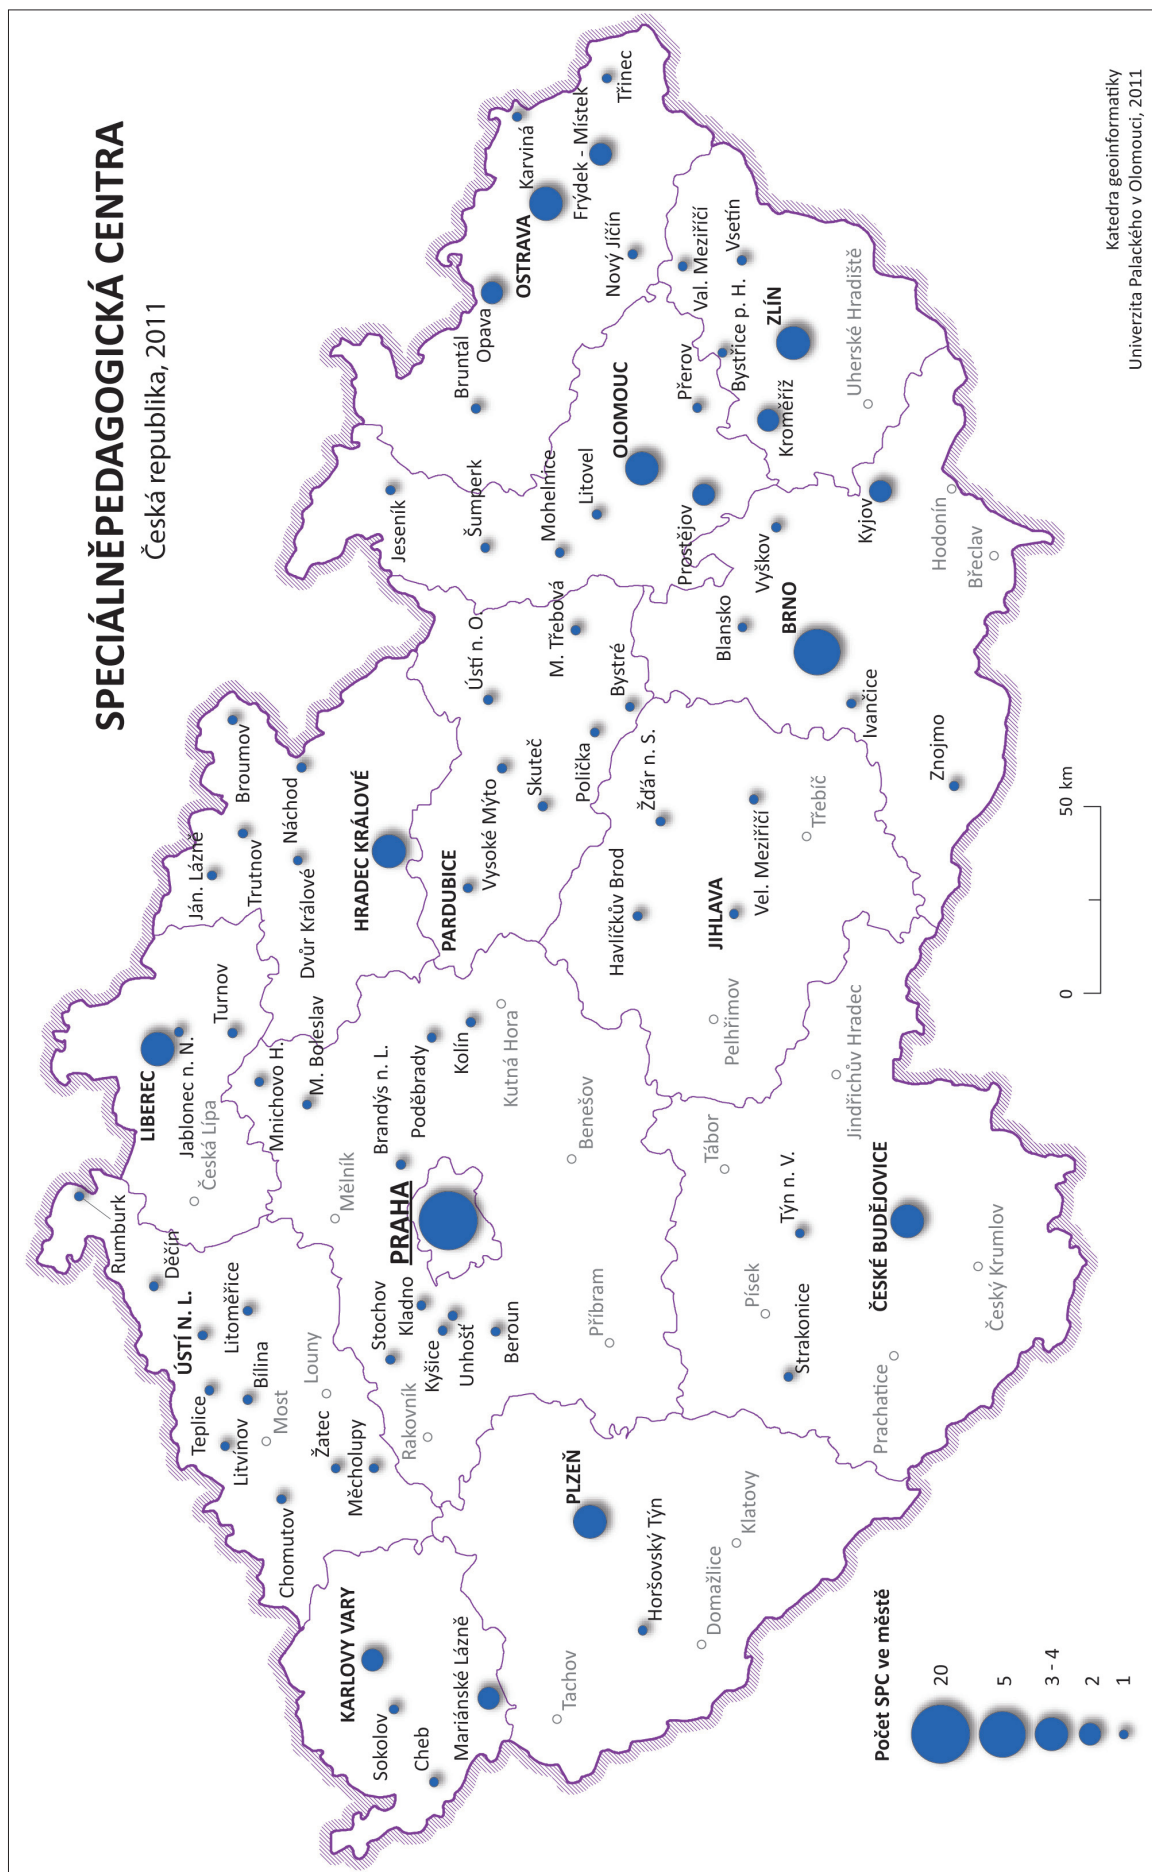 SPECIÁLNĚPEDAGOGICKÁ CENTRA
Česká republika, 2011
Rumburk
LIBEREC
Jablonec n. N.
Česká Lípa
Turnov
Děčín
ÚSTÍ N. L.
Litoměřice
Teplice
Bílina
Litvínov
Most
Chomutov
Louny
Žatec
Měcholupy
Ján. Lázně
Trutnov
Broumov
Náchod
Dvůr Králové
HRADEC KRÁLOVÉ
Mnichovo H.
M. Boleslav
Mělník
Brandýs n. L.
Poděbrady
Kolín
Kutná Hora
PRAHA
Stochov
Kladno
Kyšice
Unhošť
Beroun
Rakovník
Příbram
Benešov
KARLOVY VARY
Sokolov
Cheb
Mariánské Lázně
Tachov
PLZEŇ
Horšovský Týn
Domažlice
Klatovy
PARDUBICE
Vysoké Mýto
Skuteč
Ústí n. O.
M. Třebová
Polička
Bystré
Jeseník
Šumperk
Mohelnice
Litovel
OLOMOUC
Prostějov
Přerov
Bruntál
Opava
OSTRAVA
Karviná
Frýdek - Místek
Třinec
Nový Jíčín
Val. Meziříčí
Vsetín
Bystřice p. H.
ZLÍN
Kroměříž
Uherské Hradiště
Havlíčkův Brod
Žďár n. S.
JIHLAVA
Vel. Meziříčí
Třebíč
Pelhřimov
Blansko
Vyškov
BRNO
Ivančice
Kyjov
Hodonín
Břeclav
Znojmo
Tábor
Písek
Týn n. V.
Strakonice
Jindřichův Hradec
ČESKÉ BUDĚJOVICE
Prachatice
Český Krumlov
Počet SPC ve městě
20
5
3 - 4
2
1
0
50 km
Katedra geoinformatiky
Univerzita Palackého v Olomouci, 2011